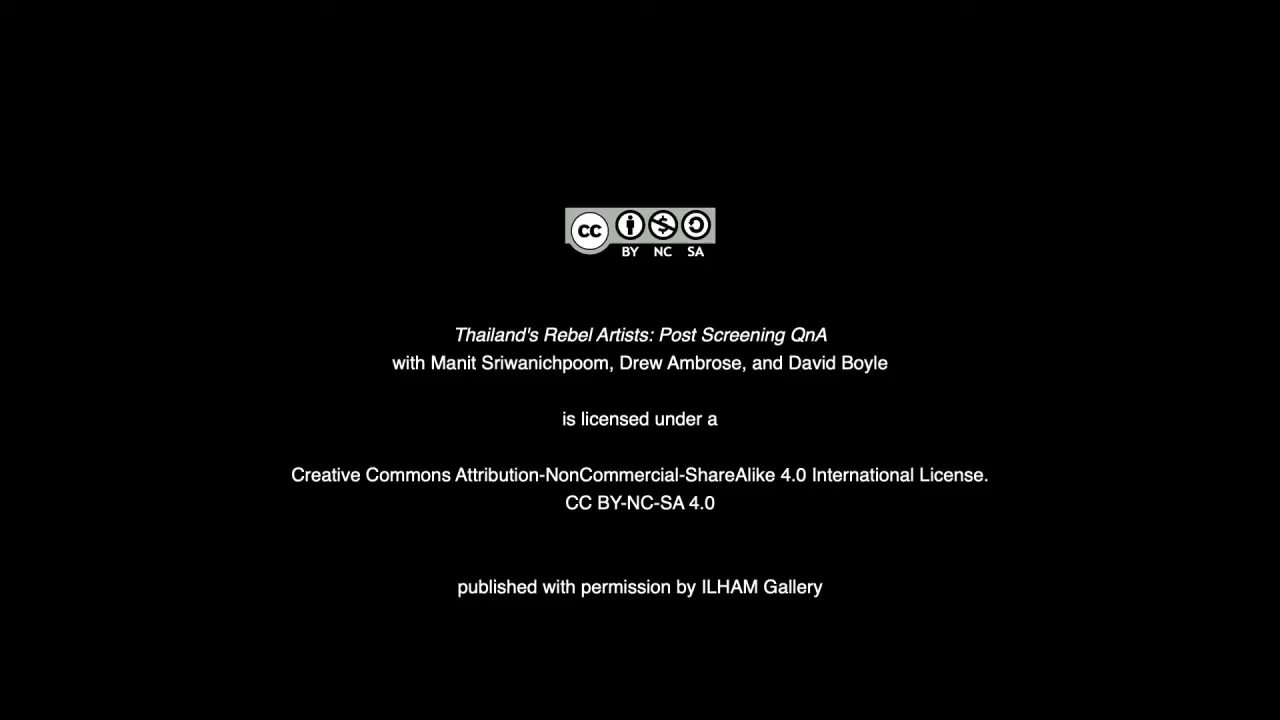 cc
BY NC SA
Thailand's Rebel Artists: Post Screening QnA
with Manit Sriwanichpoom, Drew Ambrose, and David Boyle
is licensed under a
Creative Commons Attribution-NonCommercial-ShareAlike 4.0 International License.
CC BY-NC-SA 4.0
published with permission by ILHAM Gallery